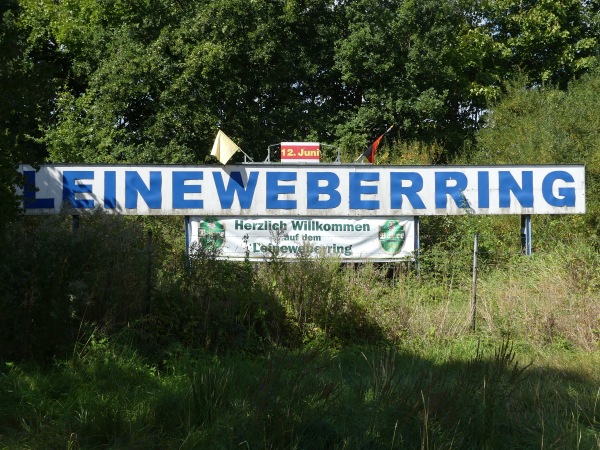 12. Juni
LEINEWEBERRING
Herzlich Willkommen
auf dem
Leineweberring